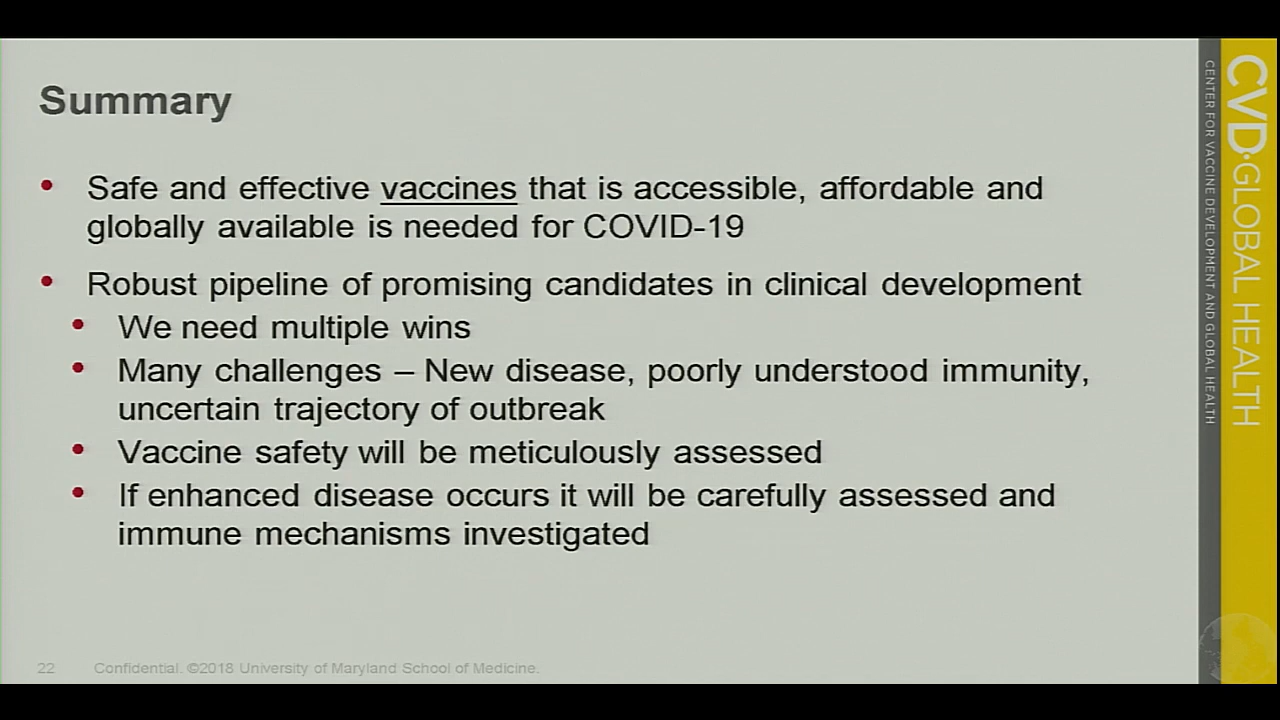 Summary
• Safe and effective vaccines that is accessible, affordable and
globally available is needed for COVID-19
• Robust pipeline of promising candidates in clinical development
• We need multiple wins
• Many challenges – New disease, poorly understood immunity,
uncertain trajectory of outbreak
• Vaccine safety will be meticulously assessed
• If enhanced disease occurs it will be carefully assessed and
immune mechanisms investigated
22 Confidential. ©2018 University of Maryland School of Medicine.
CVD·GLOBAL HEALTH
CENTER FOR VACCINE DEVELOPMENT AND GLOBAL HEALTH